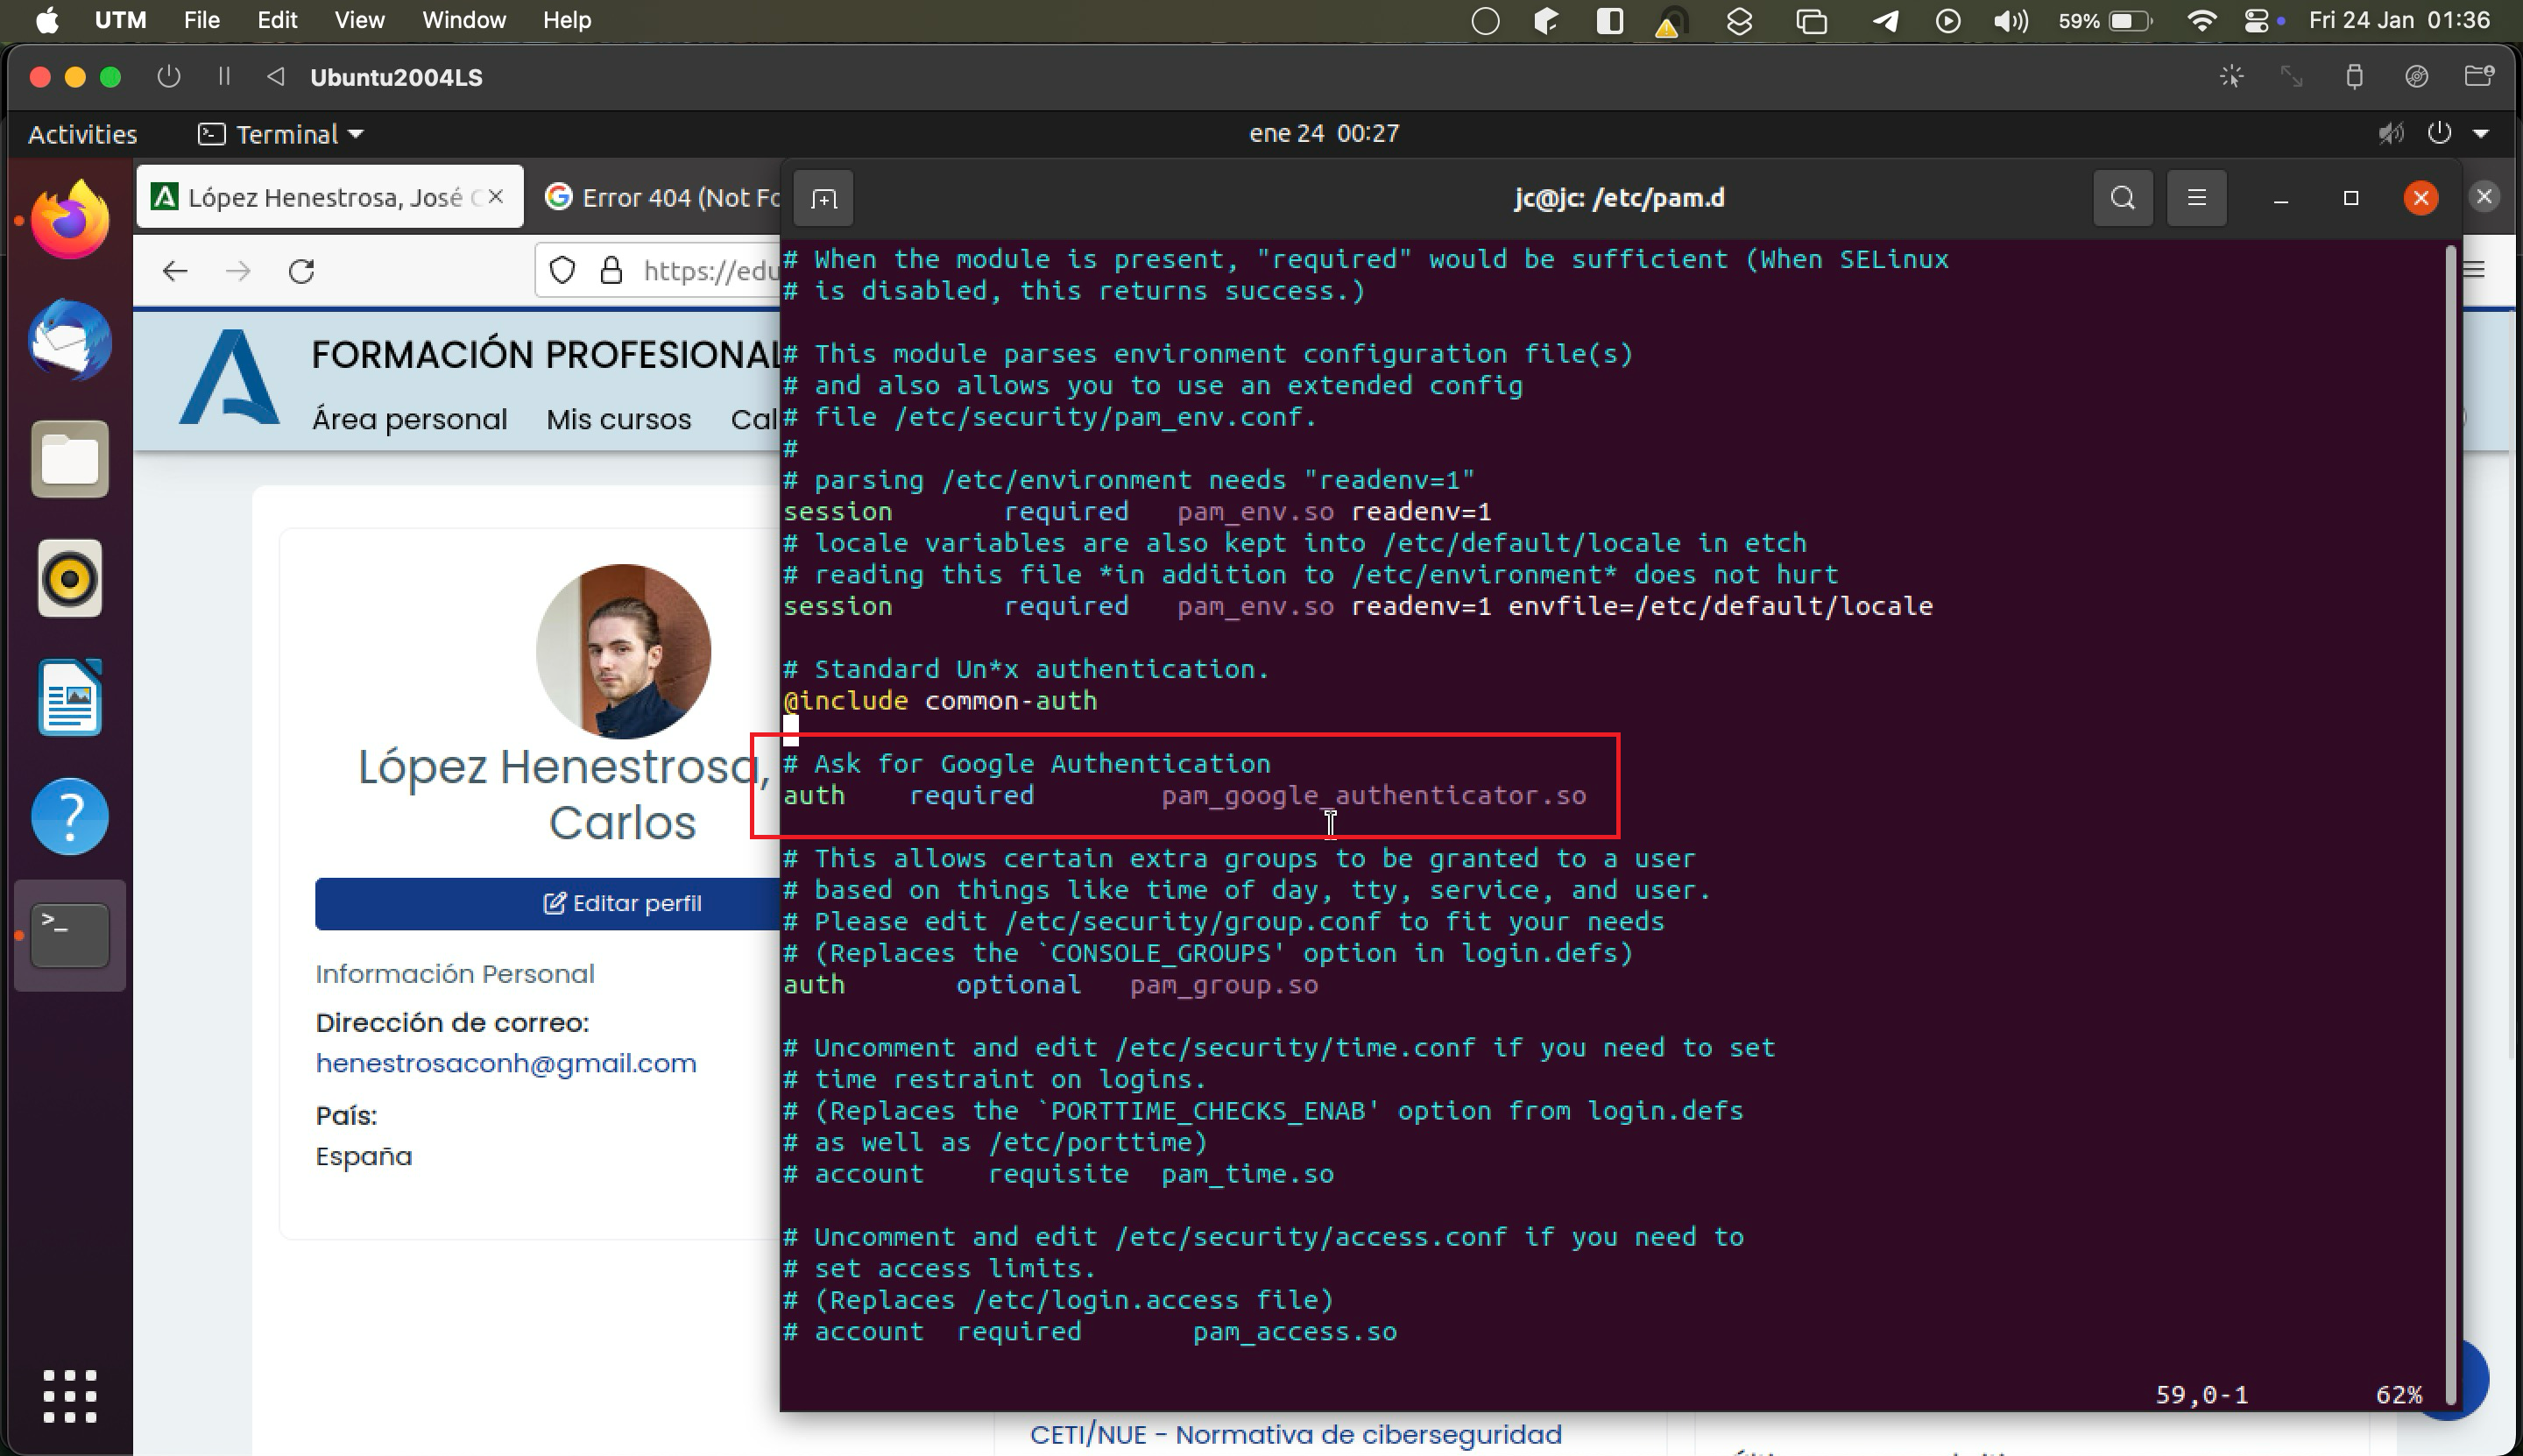 UTM File Edit View Window Help 59% Fri 24 Jan 01:36
Ubuntu2004LS
Activities Terminal ene 24 00:27
López Henestrosa, José
Error 404 (Not Fo
jc@jc: /etc/pam.d
https://edu
FORMACIÓN PROFESIONAL
Área personal Mis cursos Cal
López Henestrosa,
Carlos
Editar perfil
Información Personal
Dirección de correo:
henestrosaconh@gmail.com
País:
España
# When the module is present, "required" would be sufficient (When SELinux
# is disabled, this returns success.)
# This module parses environment configuration file(s)
# and also allows you to use an extended config
# file /etc/security/pam_env.conf.
#
# parsing /etc/environment needs "readenv=1"
session required pam_env.so readenv=1
# locale variables are also kept into /etc/default/locale in etch
# reading this file *in addition to /etc/environment* does not hurt
session required pam_env.so readenv=1 envfile=/etc/default/locale
# Standard Un*x authentication.
@include common-auth
# Ask for Google Authentication
auth required pam_google_authenticator.so
# This allows certain extra groups to be granted to a user
# based on things like time of day, tty, service, and user.
# Please edit /etc/security/group.conf to fit your needs
# (Replaces the `CONSOLE_GROUPS' option in login.defs)
auth optional pam_group.so
# Uncomment and edit /etc/security/time.conf if you need to set
# time restraint on logins.
# (Replaces the `PORTTIME_CHECKS_ENAB' option from login.defs
# as well as /etc/porttime)
# account requisite pam_time.so
# Uncomment and edit /etc/security/access.conf if you need to
# set access limits.
# (Replaces /etc/login.access file)
# account required pam_access.so
59,0-1 62%
CETI/NUE - Normativa de ciberseguridad